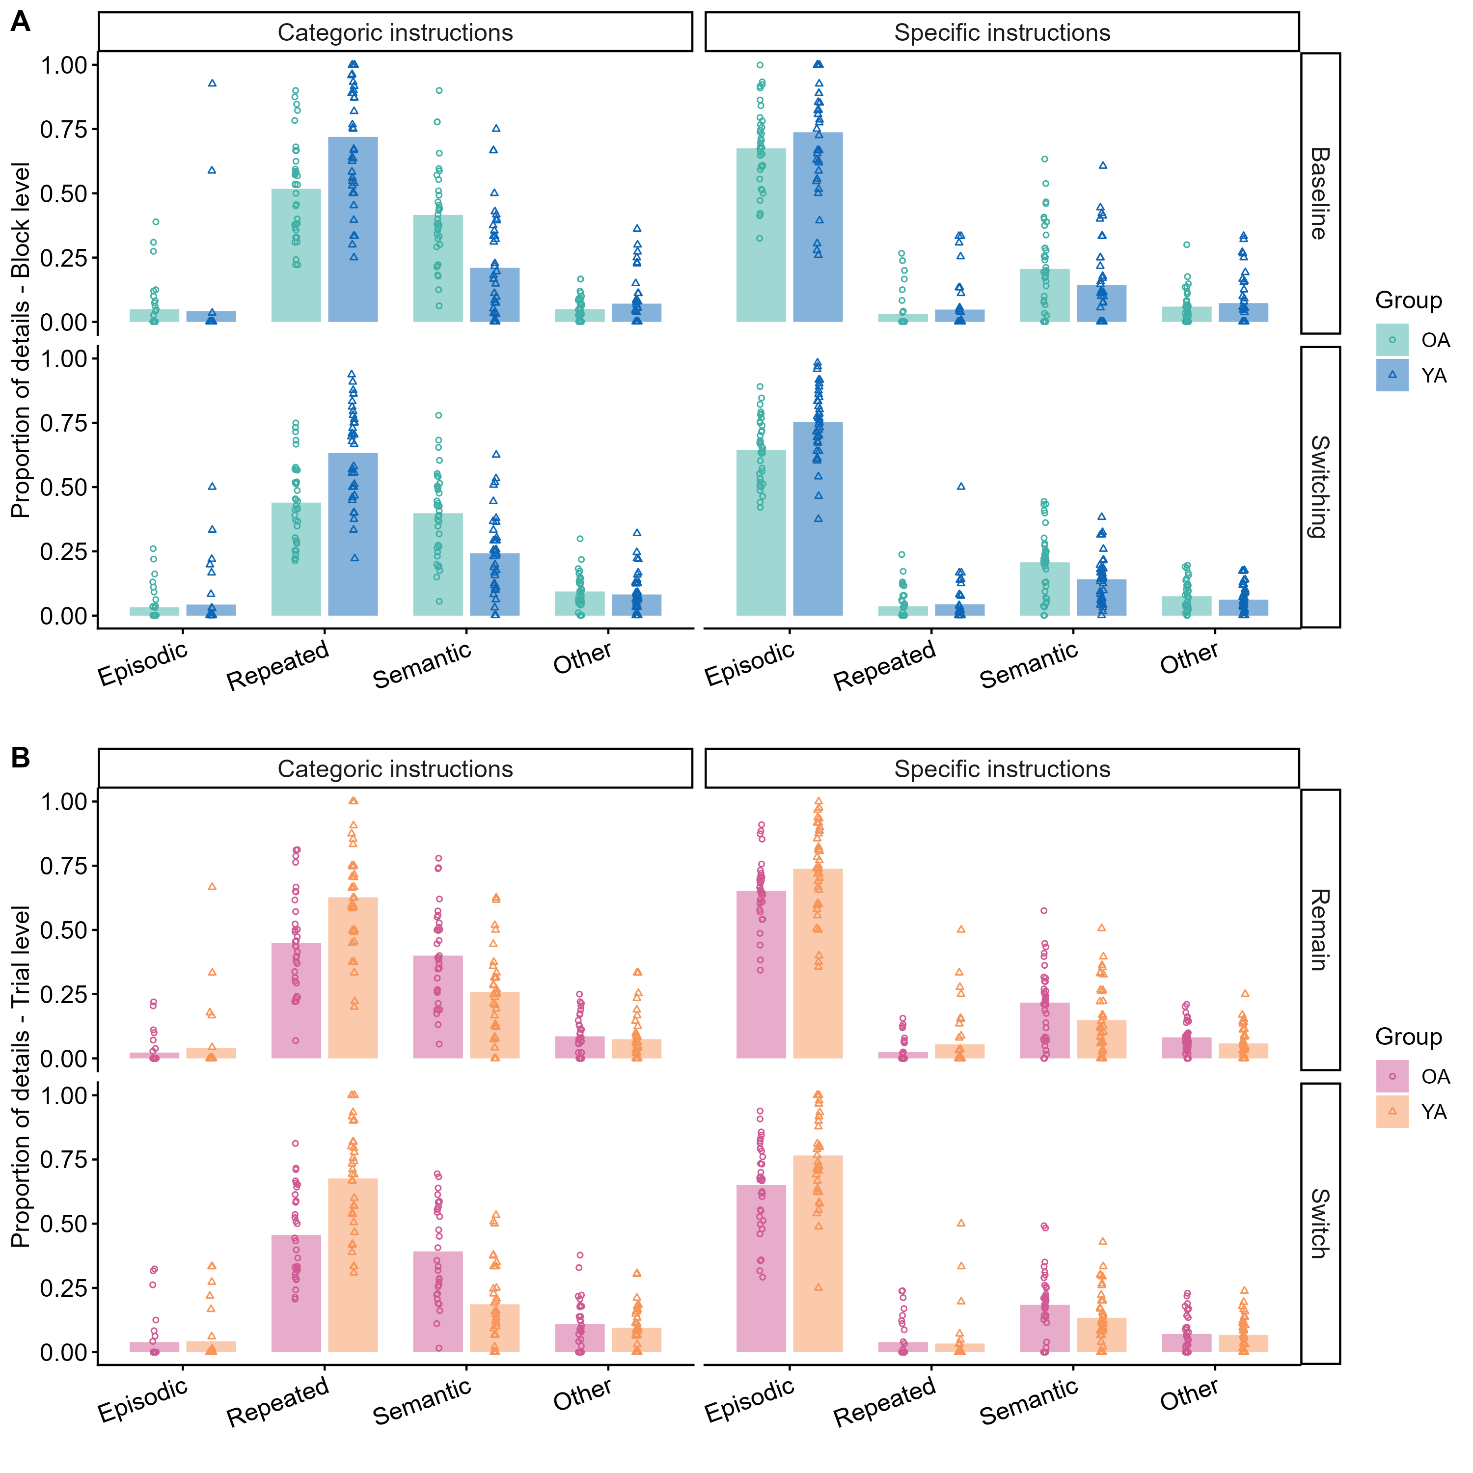 A
Categoric instructions
Specific instructions
Proportion of details - Block level
1.00
0.75
0.50
0.25
0.00
Baseline
1.00
0.75
0.50
0.25
0.00
Switching
Episodic
Repeated
Semantic
Other
Episodic
Repeated
Semantic
Other
Group
OA
YA
B
Categoric instructions
Specific instructions
Proportion of details - Trial level
1.00
0.75
0.50
0.25
0.00
Remain
1.00
0.75
0.50
0.25
0.00
Switch
Episodic
Repeated
Semantic
Other
Episodic
Repeated
Semantic
Other
Group
OA
YA